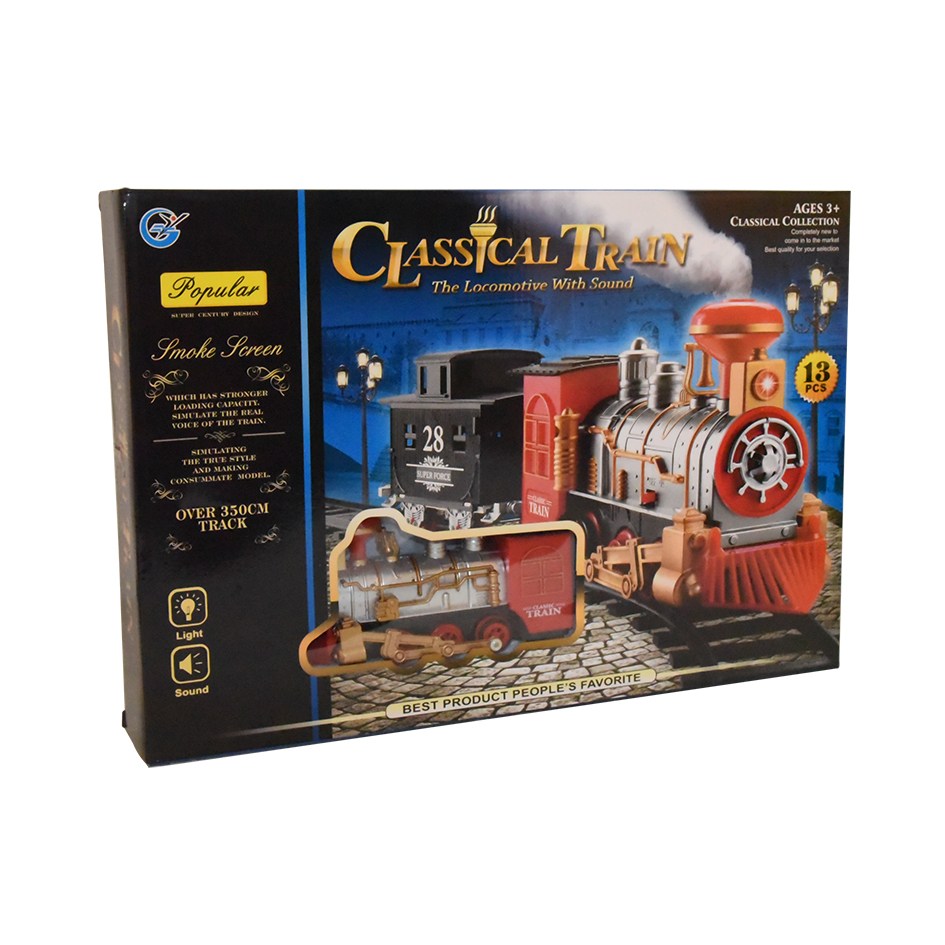 Popular
SUPER CENTURY DESIGN
Smoke Screen
WHICH HAS STRONGER
LOADING CAPACITY.
SIMULATE THE REAL
VOICE OF THE TRAIN.
SIMULATING
THE TRUE STYLE
AND MAKING
CONSUMMATE MODEL.
OVER 350CM
TRACK
Light
Sound
CLASSICAL TRAIN
The Locomotive With Sound
AGES 3+
CLASSICAL COLLECTION
Completely new to
come in to the market
Best quality for your selection
13
PCS
28
SUPER FORCE
CLASSIC
TRAIN
CLASSIC
TRAIN
BEST PRODUCT PEOPLE'S FAVORITE